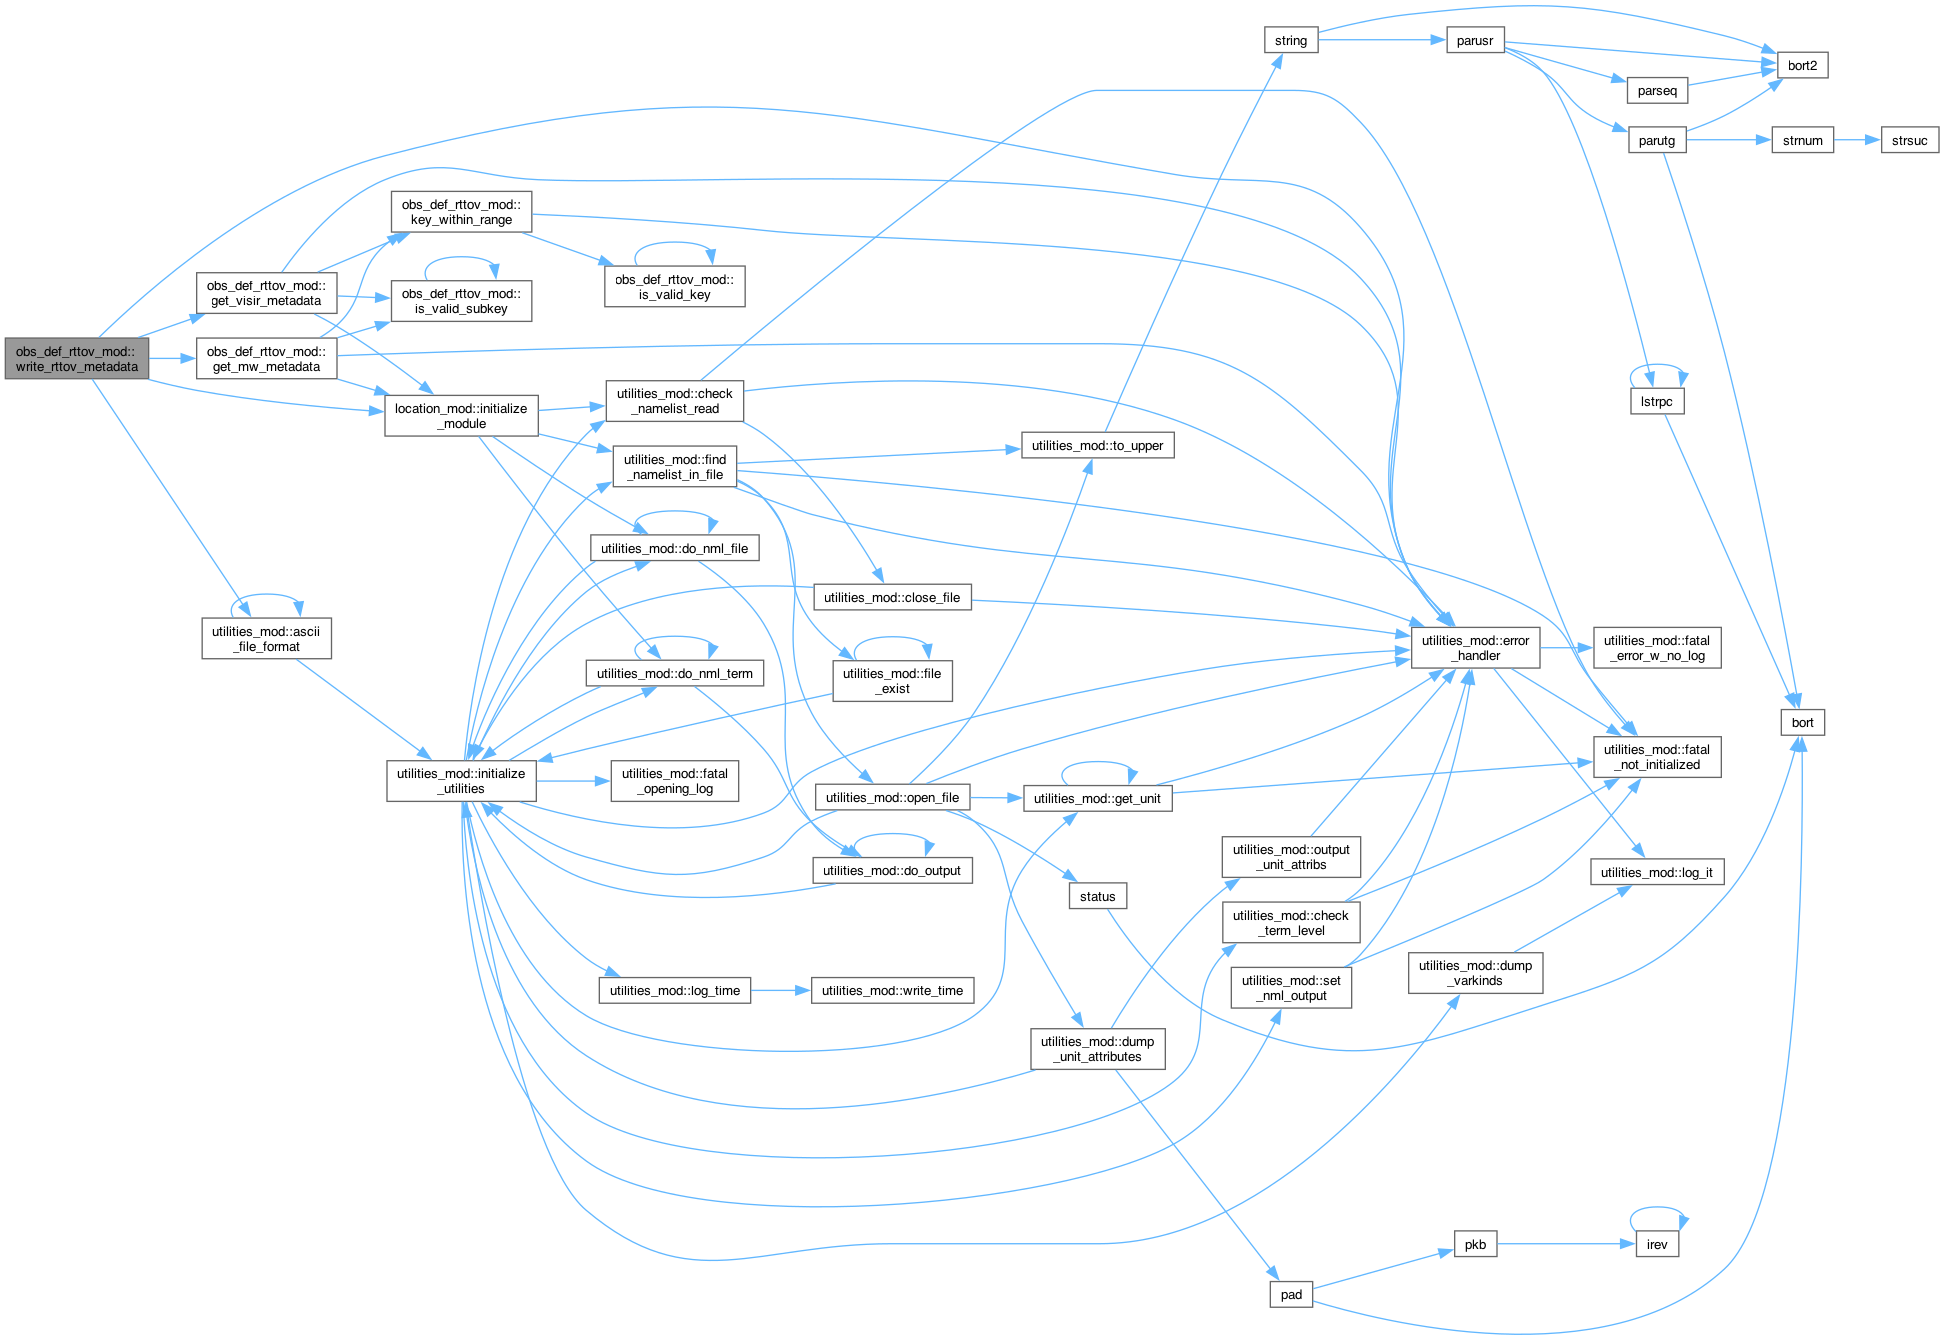 string
parusr
bort2
parseq
parutg
strnum
strsuc
obs_def_rttov_mod::
key_within_range
obs_def_rttov_mod::
is_valid_key
obs_def_rttov_mod::
get_visir_metadata
obs_def_rttov_mod::
is_valid_subkey
obs_def_rttov_mod::
write_rttov_metadata
obs_def_rttov_mod::
get_mw_metadata
location_mod::initialize
_module
utilities_mod::check
_namelist_read
lstrpc
utilities_mod::find
_namelist_in_file
utilities_mod::to_upper
utilities_mod::do_nml_file
utilities_mod::close_file
utilities_mod::ascii
_file_format
utilities_mod::error
_handler
utilities_mod::fatal
_error_w_no_log
utilities_mod::do_nml_term
utilities_mod::file
_exist
bort
utilities_mod::fatal
_not_initialized
utilities_mod::initialize
_utilities
utilities_mod::fatal
_opening_log
utilities_mod::open_file
utilities_mod::get_unit
utilities_mod::output
_unit_attribs
utilities_mod::do_output
utilities_mod::log_it
status
utilities_mod::check
_term_level
utilities_mod::log_time
utilities_mod::write_time
utilities_mod::set
_nml_output
utilities_mod::dump
_varkinds
utilities_mod::dump
_unit_attributes
pkb
irev
pad